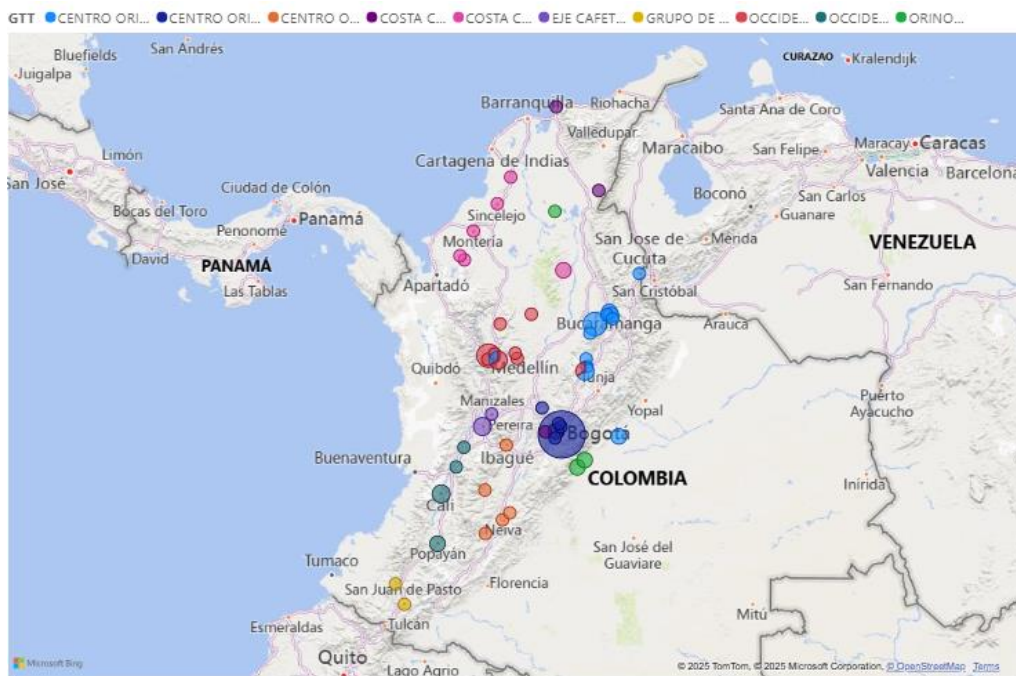 GTT CENTRO ORI... CENTRO ORI... CENTRO O... COSTA C... COSTA C... EJE CAFET... GRUPO DE ... OCCIDE... OCCIDE... ORINO...
San Andrés
Bluefields
CURAZAO Kralendijk
Juigalpa
Barranquilla Riohacha Santa Ana de Coro
Valledupar
Maracaibo San Felipe Maracay Caracas
Limón Cartagena de Indias
Valencia Barcelona
San José Ciudad de Colón
Boconó San Carlos
Bocas del Toro Panamá Sincelejo Guanare
Penonomé
Montería San Jose de Mérida
David PANAMÁ Cucuta VENEZUELA
Las Tablas Apartadó San Cristóbal San Fernando
Bucaramanga Arauca
Quibdó Medellín
Tunja
Puerto
Ayacucho
Manizales Yopal
Pereira
Bogotá
Buenaventura Ibagué
COLOMBIA Inírida
Cali
Neiva
Popayán San José del
Guaviare
Tumaco
San Juan de Pasto Florencia
Mitú
Esmeraldas Tulcán
Quito
Lago Agrio
Microsoft Bing
© 2025 TomTom, © 2025 Microsoft Corporation, © OpenStreetMap Terms